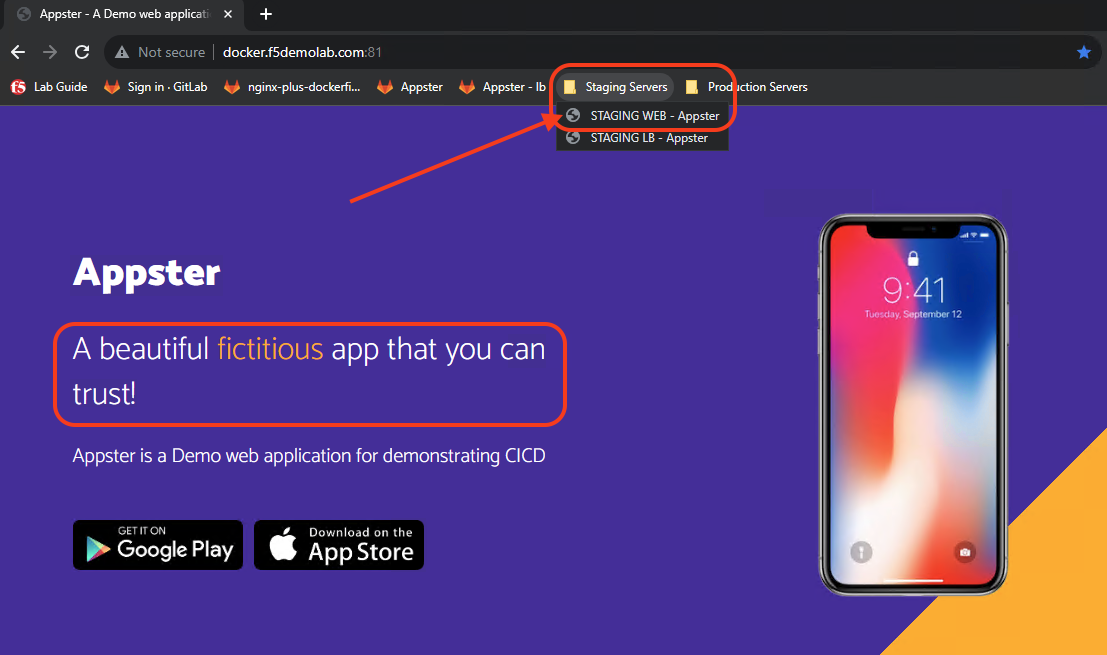 Appster - A Demo web applicati
Not secure docker.f5demolab.com:81
f5 Lab Guide Sign in · GitLab nginx-plus-dockerfi... Appster Appster - lb Staging Servers Production Servers
STAGING WEB - Appster
STAGING LB - Appster
9:41
Tuesday, September 12
Appster
A beautiful fictitious app that you can
trust!
Appster is a Demo web application for demonstrating CICD
GET IT ON
Google Play
Download on the
App Store